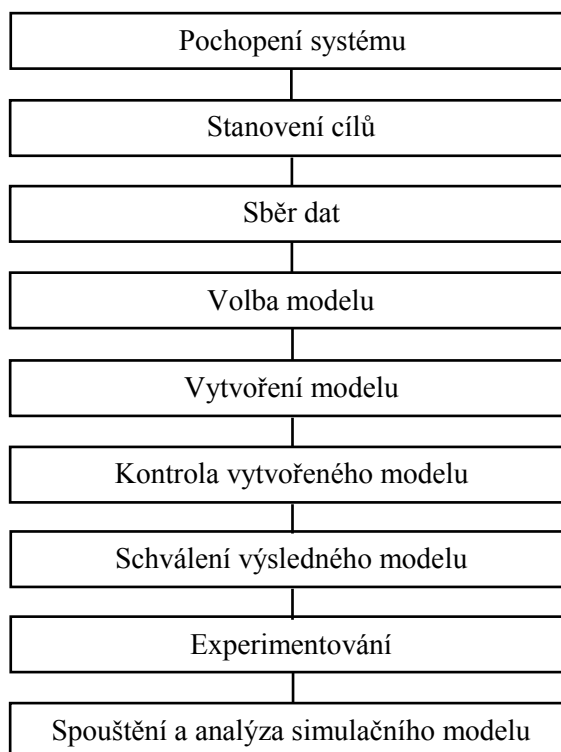 Pochopení systému
Stanovení cílů
Sběr dat
Volba modelu
Vytvoření modelu
Kontrola vytvořeného modelu
Schválení výsledného modelu
Experimentování
Spouštění a analýza simulačního modelu